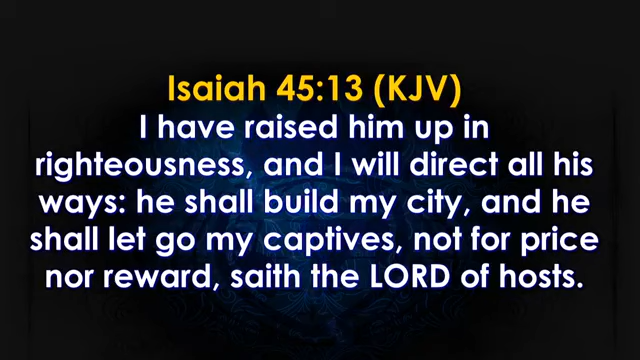 Isaiah 45:13 (KJV)
I have raised him up in
righteousness, and I will direct all his
ways: he shall build my city, and he
shall let go my captives, not for price
nor reward, saith the LORD of hosts.